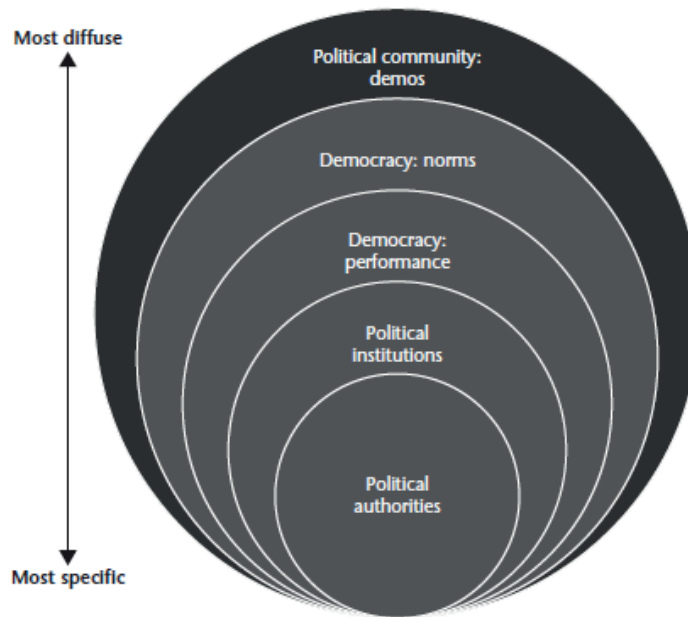 Most diffuse
Political community:
demos
Democracy: norms
Democracy:
performance
Political
institutions
Political
authorities
Most specific